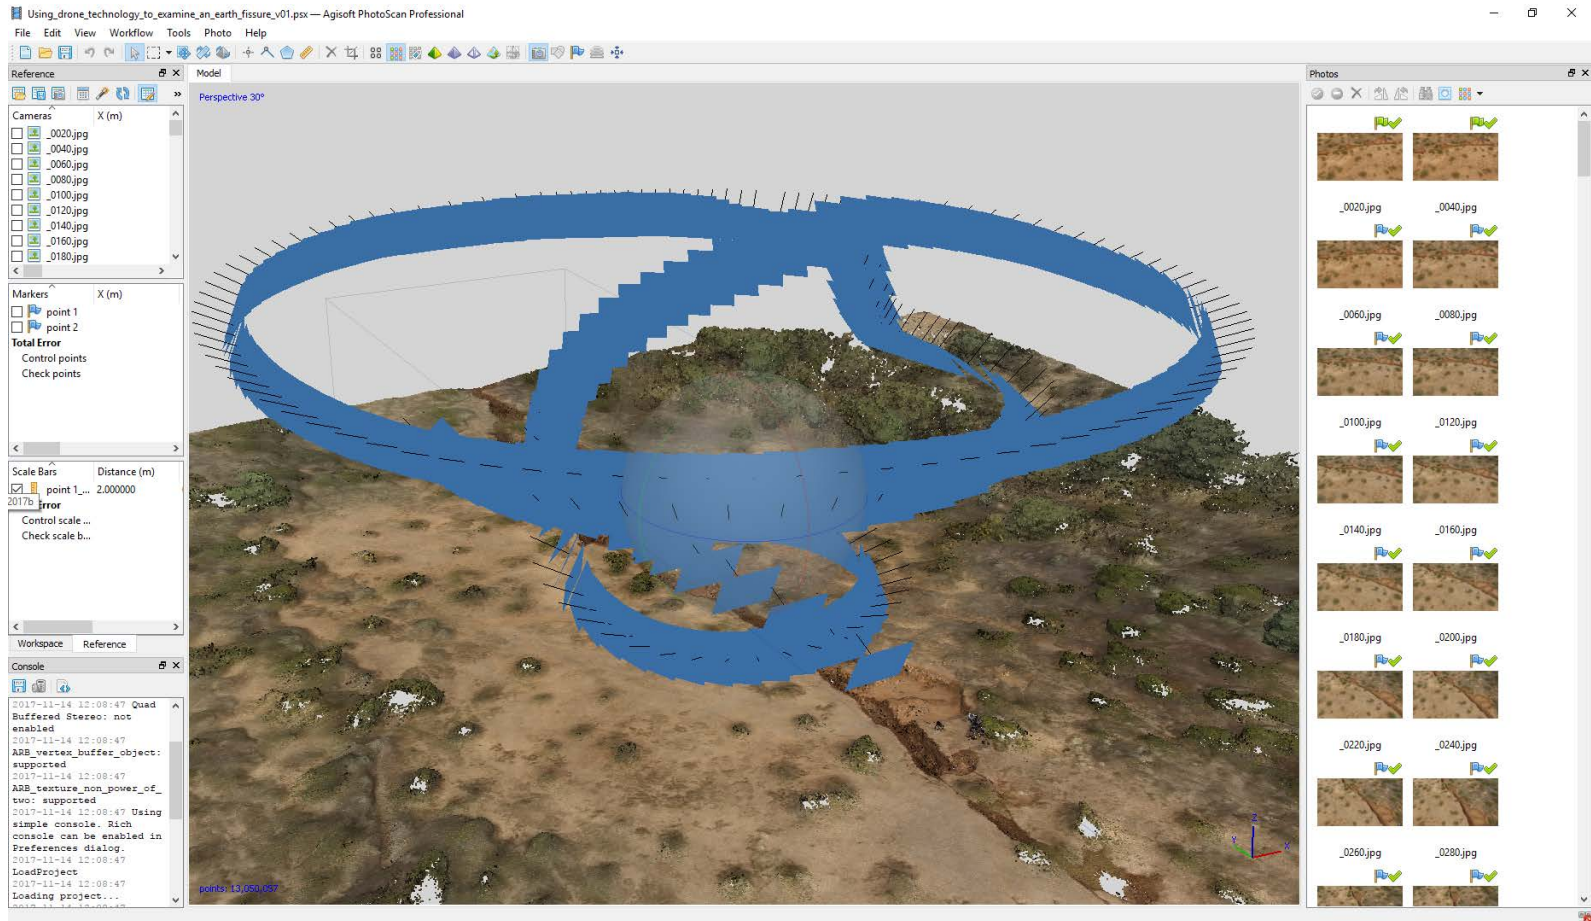 Using_drone_technology_to_examine_an_earth_fissure_v01.psx — Agisoft PhotoScan Professional
File Edit View Workflow Tools Photo Help
Reference
Cameras X (m)
_0020.jpg
_0040.jpg
_0060.jpg
_0080.jpg
_0100.jpg
_0120.jpg
_0140.jpg
_0160.jpg
_0180.jpg
Markers X (m)
point 1
point 2
Total Error
Control points
Check points
Scale Bars Distance (m)
point 1_... 2.000000
2017b
Error
Control scale ...
Check scale b...
Workspace Reference
Console
2017-11-14 12:08:47 Quad
Buffered Stereo: not
enabled
2017-11-14 12:08:47
ARB_vertex_buffer_object:
supported
2017-11-14 12:08:47
ARB_texture_non_power_of_
two: supported
2017-11-14 12:08:47 Using
simple console. Rich
console can be enabled in
Preferences dialog.
2017-11-14 12:08:47
LoadProject
2017-11-14 12:08:47
Loading project...
Model
Perspective 30°
points: 13,050,057
Z
Y
X
Photos
_0020.jpg _0040.jpg
_0060.jpg _0080.jpg
_0100.jpg _0120.jpg
_0140.jpg _0160.jpg
_0180.jpg _0200.jpg
_0220.jpg _0240.jpg
_0260.jpg _0280.jpg